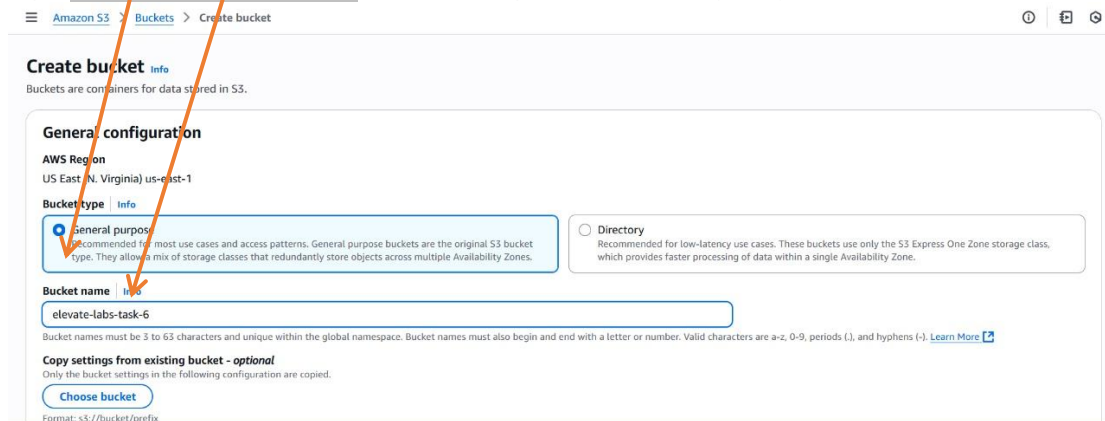 Amazon S3 > Buckets > Create bucket
Create bucket Info
Buckets are containers for data stored in S3.
General configuration
AWS Region
US East (N. Virginia) us-east-1
Bucket type Info
General purpose
Recommended for most use cases and access patterns. General purpose buckets are the original S3 bucket
type. They allow a mix of storage classes that redundantly store objects across multiple Availability Zones.
Directory
Recommended for low-latency use cases. These buckets use only the S3 Express One Zone storage class,
which provides faster processing of data within a single Availability Zone.
Bucket name Info
elevate-labs-task-6
Bucket names must be 3 to 63 characters and unique within the global namespace. Bucket names must also begin and end with a letter or number. Valid characters are a-z, 0-9, periods (.), and hyphens (-). Learn More
Copy settings from existing bucket - optional
Only the bucket settings in the following configuration are copied.
Choose bucket
Format: s3://bucket/prefix